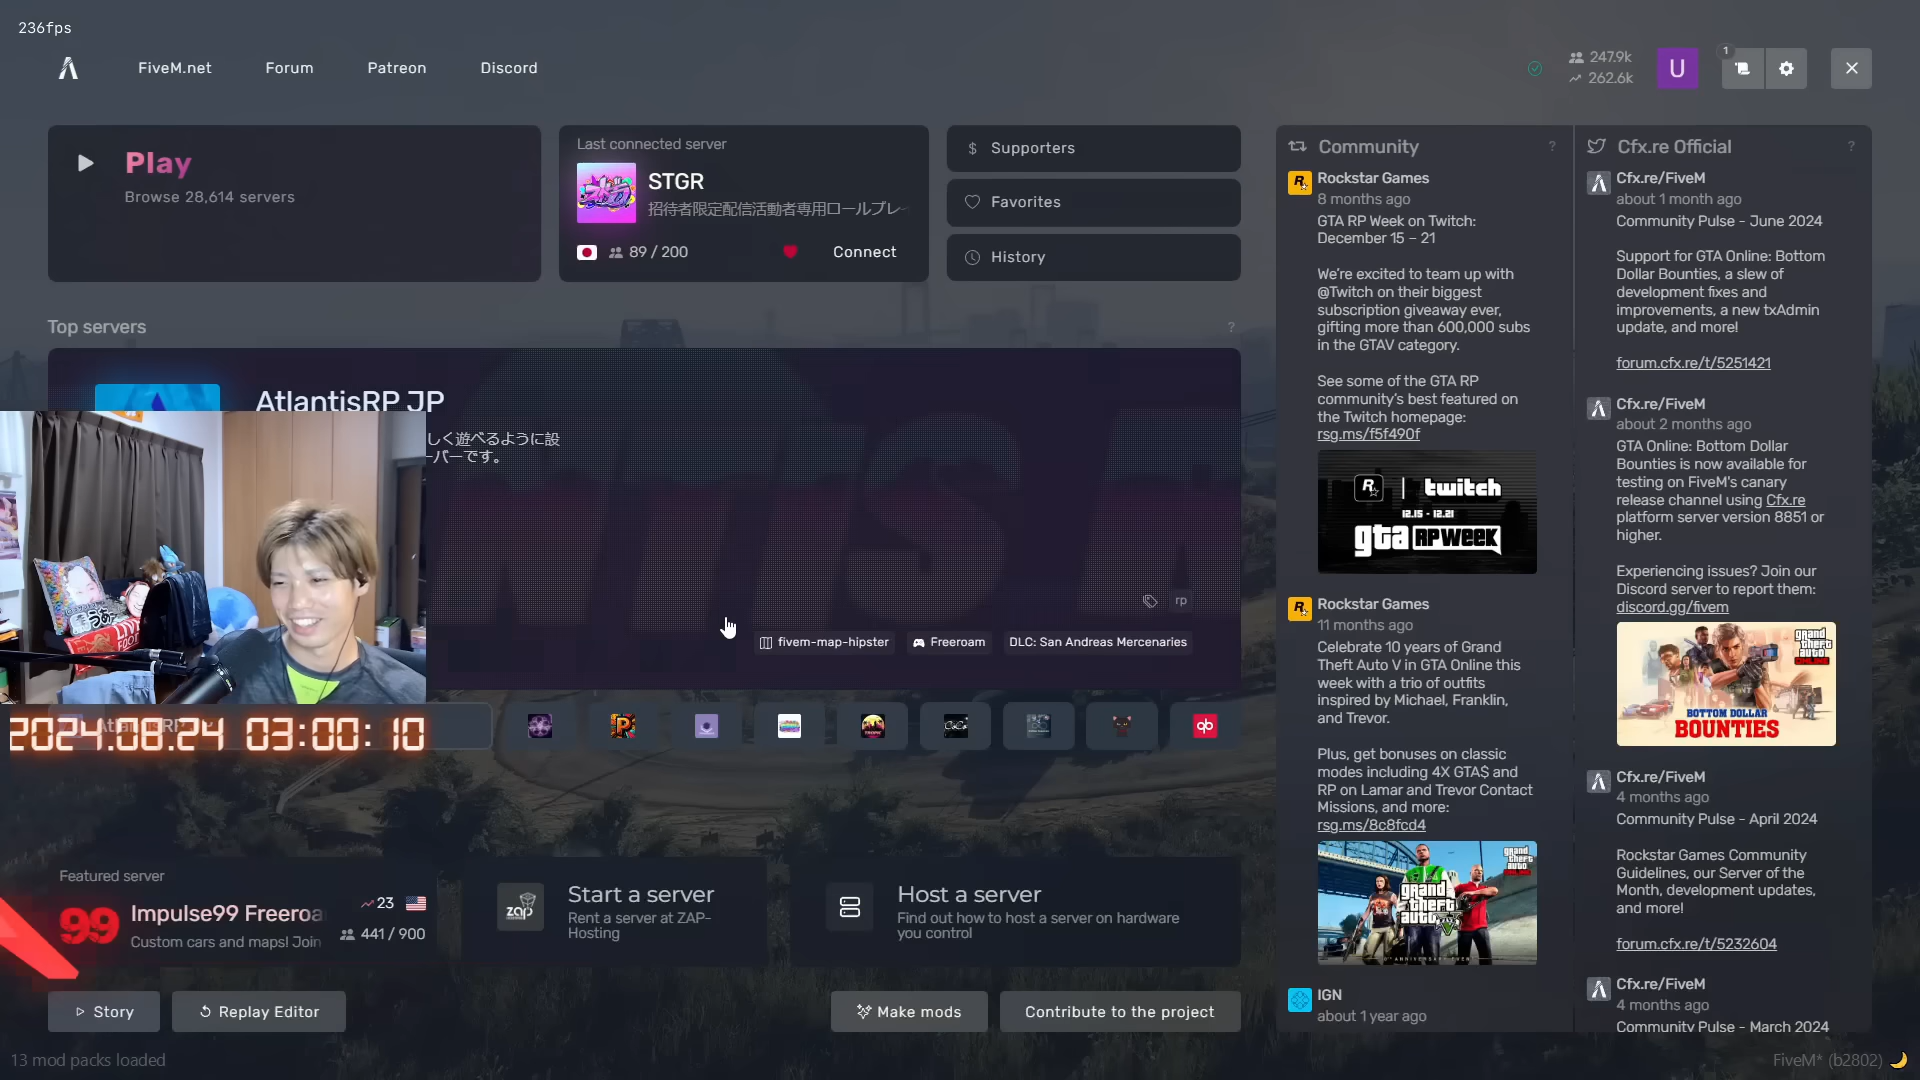 236fps
FiveM.net
Forum
Patreon
Discord
247.9k
262.6k
U
1
Play
Browse 28,614 servers
Last connected server
STGR
招待者限定配信活動者専用ロールプレー
89 / 200
Connect
Supporters
Favorites
History
Top servers
?
AtlantisRP JP
しく遊べるように設
ーバーです。
rp
fivem-map-hipster
Freeroam
DLC: San Andreas Mercenaries
2024.08.24 03:00:10
Featured server
99
Impulse99 Freeroa
Custom cars and maps! Join
23
441 / 900
zap
Start a server
Rent a server at ZAP-
Hosting
Host a server
Find out how to host a server on hardware
you control
Story
Replay Editor
Make mods
Contribute to the project
13 mod packs loaded
Community
?
Rockstar Games
8 months ago
GTA RP Week on Twitch:
December 15 – 21
We're excited to team up with
@Twitch on their biggest
subscription giveaway ever,
gifting more than 600,000 subs
in the GTAV category.
See some of the GTA RP
community's best featured on
the Twitch homepage:
rsg.ms/f5f490f
R
twitch
12.15 - 12.21
gta RPWEEK
Rockstar Games
11 months ago
Celebrate 10 years of Grand
Theft Auto V in GTA Online this
week with a trio of outfits
inspired by Michael, Franklin,
and Trevor.
Plus, get bonuses on classic
modes including 4X GTA$ and
RP on Lamar and Trevor Contact
Missions, and more:
rsg.ms/8c8fcd4
grand
theft
auto
V
IGN
about 1 year ago
Cfx.re Official
?
Cfx.re/FiveM
about 1 month ago
Community Pulse - June 2024
Support for GTA Online: Bottom
Dollar Bounties, a slew of
development fixes and
improvements, a new txAdmin
update, and more!
forum.cfx.re/t/5251421
Cfx.re/FiveM
about 2 months ago
GTA Online: Bottom Dollar
Bounties is now available for
testing on FiveM's canary
release channel using Cfx.re
platform server version 8851 or
higher.
Experiencing issues? Join our
Discord server to report them:
discord.gg/fivem
grand
theft
auto
ONLINE
BOTTOM DOLLAR
BOUNTIES
Cfx.re/FiveM
4 months ago
Community Pulse - April 2024
Rockstar Games Community
Guidelines, our Server of the
Month, development updates,
and more!
forum.cfx.re/t/5232604
Cfx.re/FiveM
4 months ago
Community Pulse - March 2024
FiveM* (b2802)